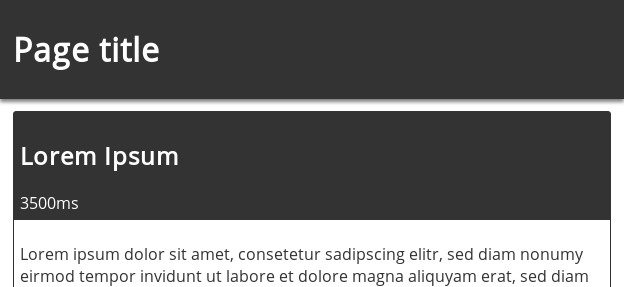 Page title
Lorem Ipsum
3500ms
Lorem ipsum dolor sit amet, consetetur sadipscing elitr, sed diam nonumy
eirmod tempor invidunt ut labore et dolore magna aliquyam erat, sed diam